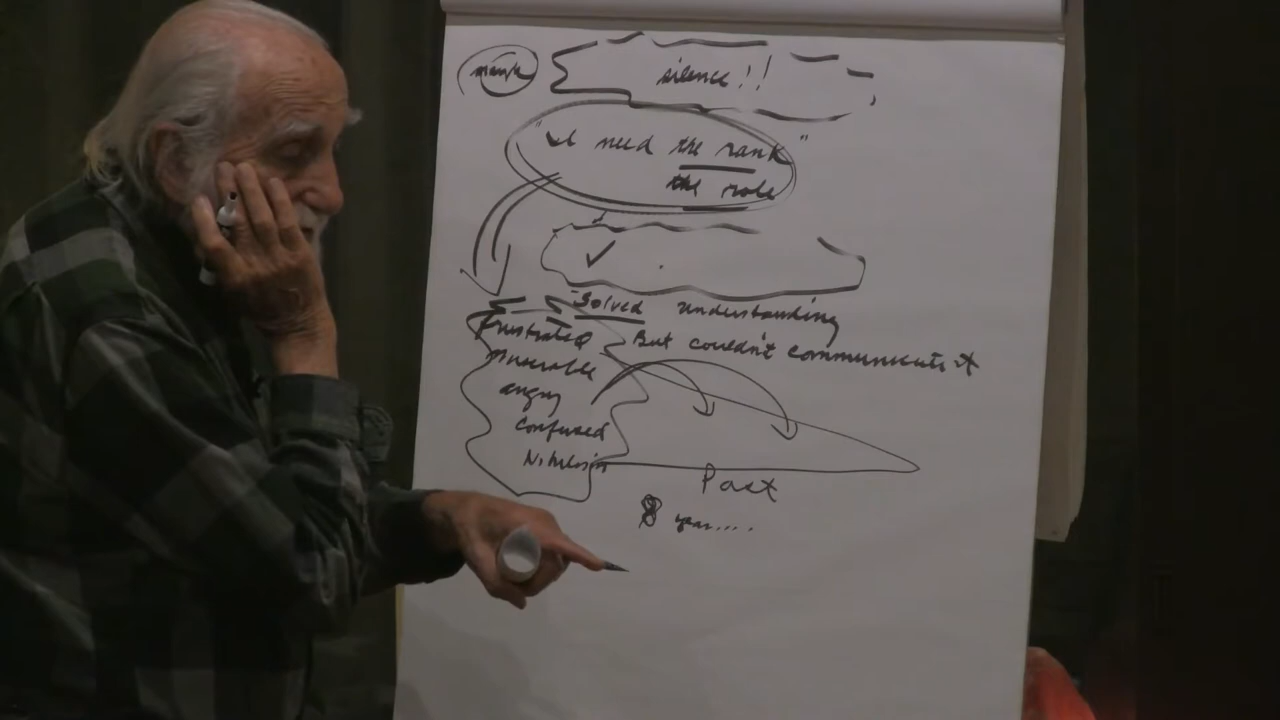 silence!!
"I need the rank"
the role
Solved understanding
But couldn't communicate it
frustrated
miserable
angry
confused
Nihilism
Past
8 year....